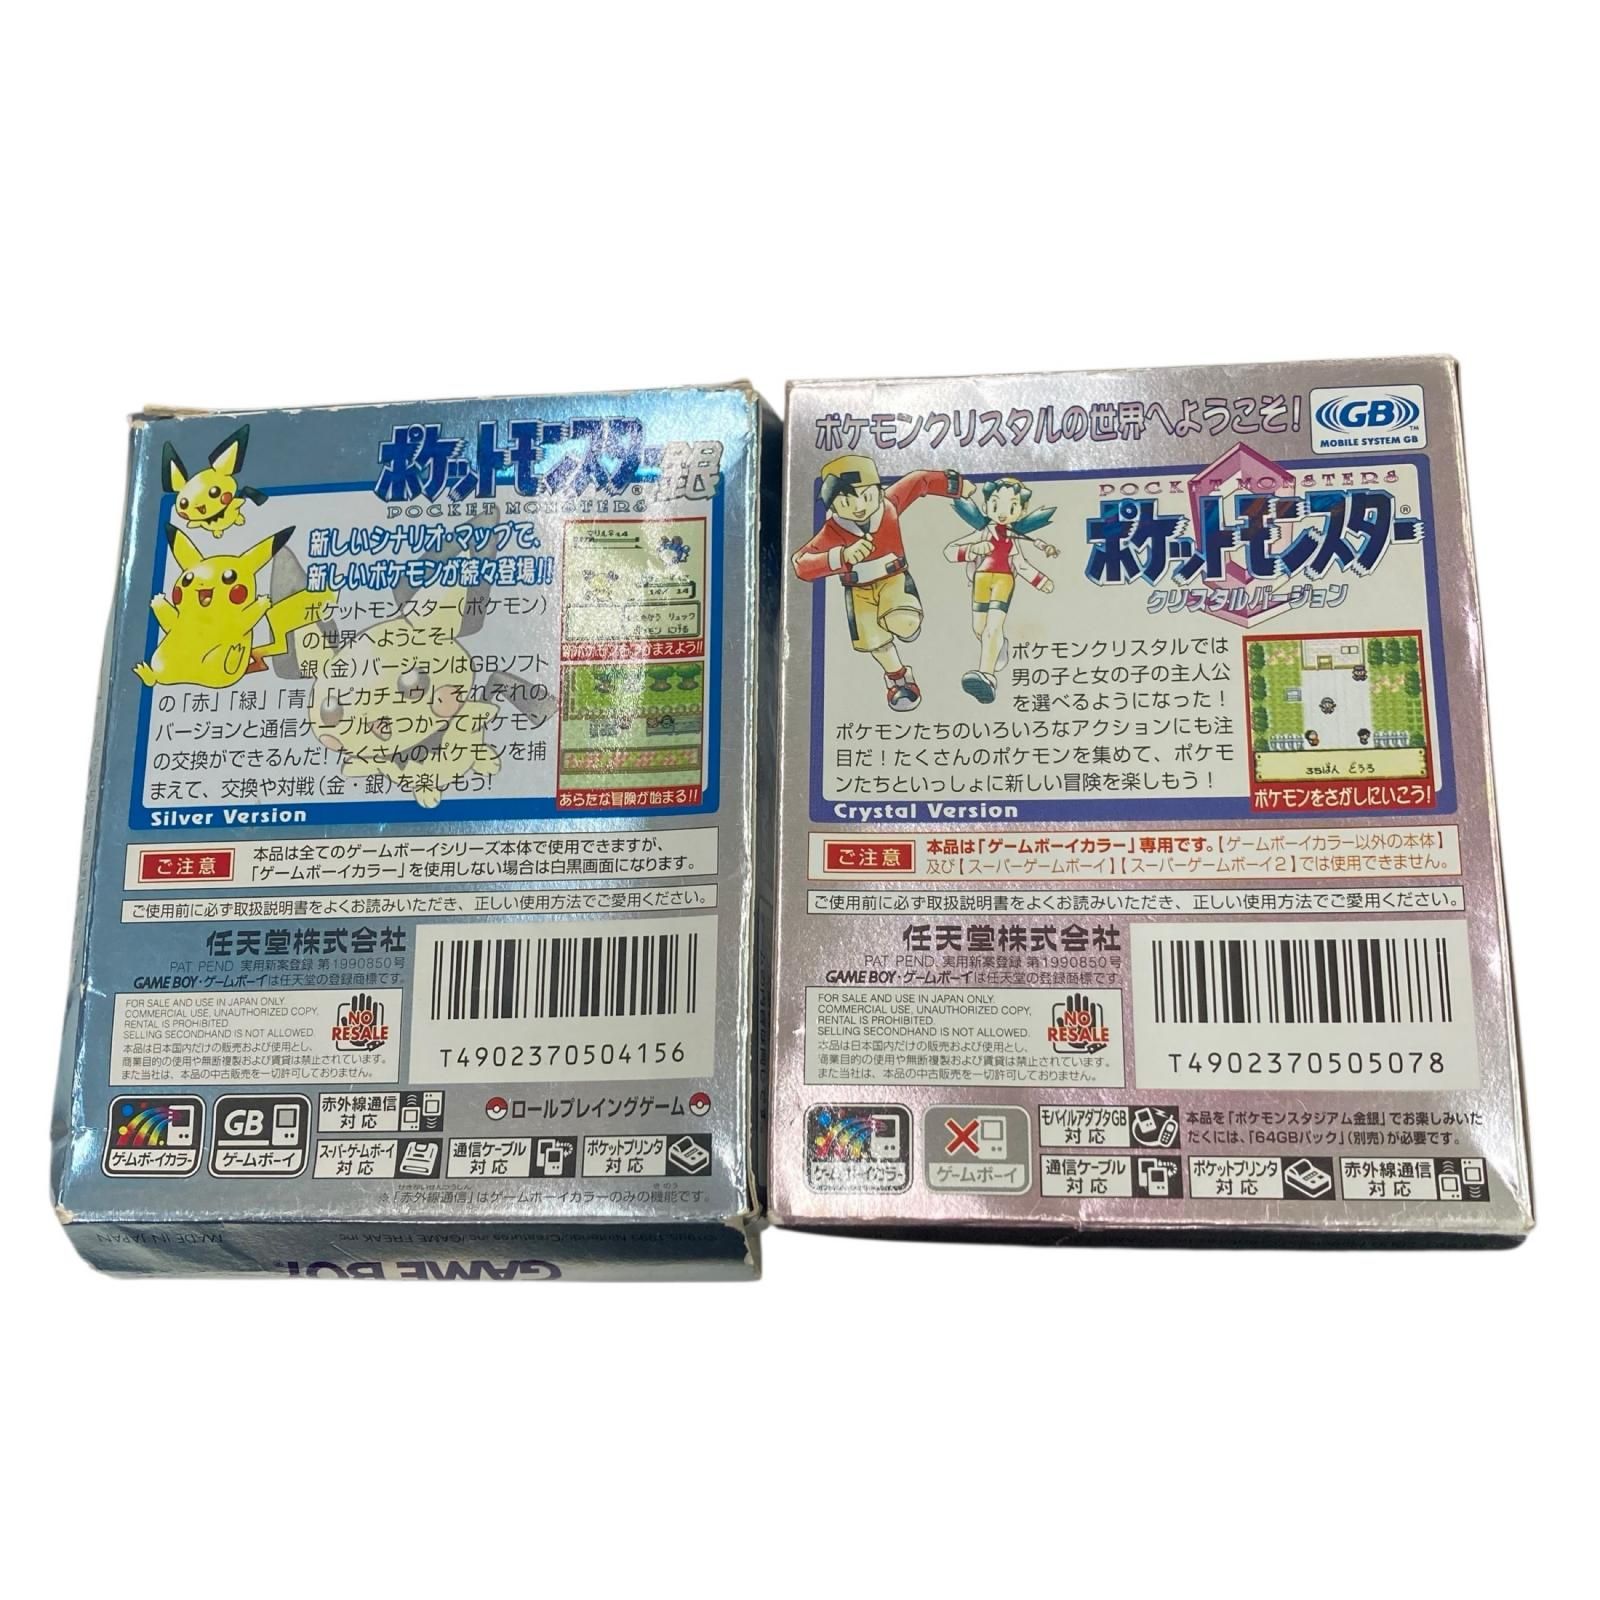 ポケットモンスター銀
POCKET MONSTERS
新しいシナリオ・マップで、
新しいポケモンが続々登場!!
ポケットモンスター(ポケモン)
の世界へようこそ!
銀(金)バージョンはGBソフト
の「赤」「緑」「青」「ピカチュウ」、それぞれの
バージョンと通信ケーブルをつかってポケモン
の交換ができるんだ!たくさんのポケモンを捕
まえて、交換や対戦(金・銀)を楽しもう!
あらたな冒険が始まる!!
Silver Version
ご注意
本品は全てのゲームボーイシリーズ本体で使用できますが、
「ゲームボーイカラー」を使用しない場合は白黒画面になります。
ご使用前に必ず取扱説明書をよくお読みいただき、正しい使用方法でご愛用ください。
任天堂株式会社
PAT. PEND. 実用新案登録 第1990850号
GAME BOY・ゲームボーイは任天堂の登録商標です。
FOR SALE AND USE IN JAPAN ONLY.
COMMERCIAL USE, UNAUTHORIZED COPY,
RENTAL IS PROHIBITED.
SELLING SECONDHAND IS NOT ALLOWED.
本品は日本国内だけの販売および使用とし、
商業目的の使用や無断複製および賃貸は禁止されています。
また当社は、本品の中古販売を一切許可しておりません。
NO
RESALE
T4902370504156
ゲームボーイカラー
GB
ゲームボーイ
赤外線通信
対応
ロールプレイングゲーム
スーパーゲームボーイ
対応
通信ケーブル
対応
ポケットプリンタ
対応
※「赤外線通信」はゲームボーイカラーのみの機能です。
MADE IN JAPAN
GAME BOY
ポケモンクリスタルの世界へようこそ!
GB
MOBILE SYSTEM GB
POCKET MONSTERS
ポケットモンスター
クリスタルバージョン
ポケモンクリスタルでは
男の子と女の子の主人公
を選べるようになった!
ポケモンたちのいろいろなアクションにも注
目だ!たくさんのポケモンを集めて、ポケモ
ンたちといっしょに新しい冒険を楽しもう!
35ばん どうろ
ポケモンをさがしにいこう!
Crystal Version
ご注意
本品は「ゲームボーイカラー」専用です。【ゲームボーイカラー以外の本体】
及び【スーパーゲームボーイ】【スーパーゲームボーイ2】では使用できません。
ご使用前に必ず取扱説明書をよくお読みいただき、正しい使用方法でご愛用ください。
任天堂株式会社
PAT. PEND. 実用新案登録 第1990850号
GAME BOY・ゲームボーイは任天堂の登録商標です。
FOR SALE AND USE IN JAPAN ONLY.
COMMERCIAL USE, UNAUTHORIZED COPY,
RENTAL IS PROHIBITED.
SELLING SECONDHAND IS NOT ALLOWED.
本品は日本国内だけの販売および使用とし、
商業目的の使用や無断複製および賃貸は禁止されています。
また当社は、本品の中古販売を一切許可しておりません。
NO
RESALE
T4902370505078
ゲームボーイカラー
ゲームボーイ
モバイルアダプタGB
対応
本品を「ポケモンスタジアム金銀」でお楽しみいた
だくには、「64GBパック」(別売)が必要です。
通信ケーブル
対応
ポケットプリンタ
対応
赤外線通信
対応